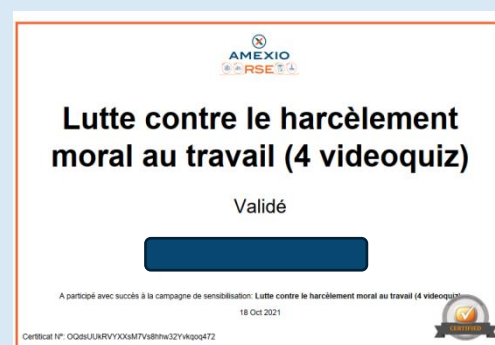 AMEXIO
RSE
Lutte contre le harcèlement
moral au travail (4 videoquiz)
Validé
A participé avec succès à la campagne de sensibilisation: Lutte contre le harcèlement moral au travail (4 videoquiz)
18 Oct 2021
CERTIFIED
Certificat N°: